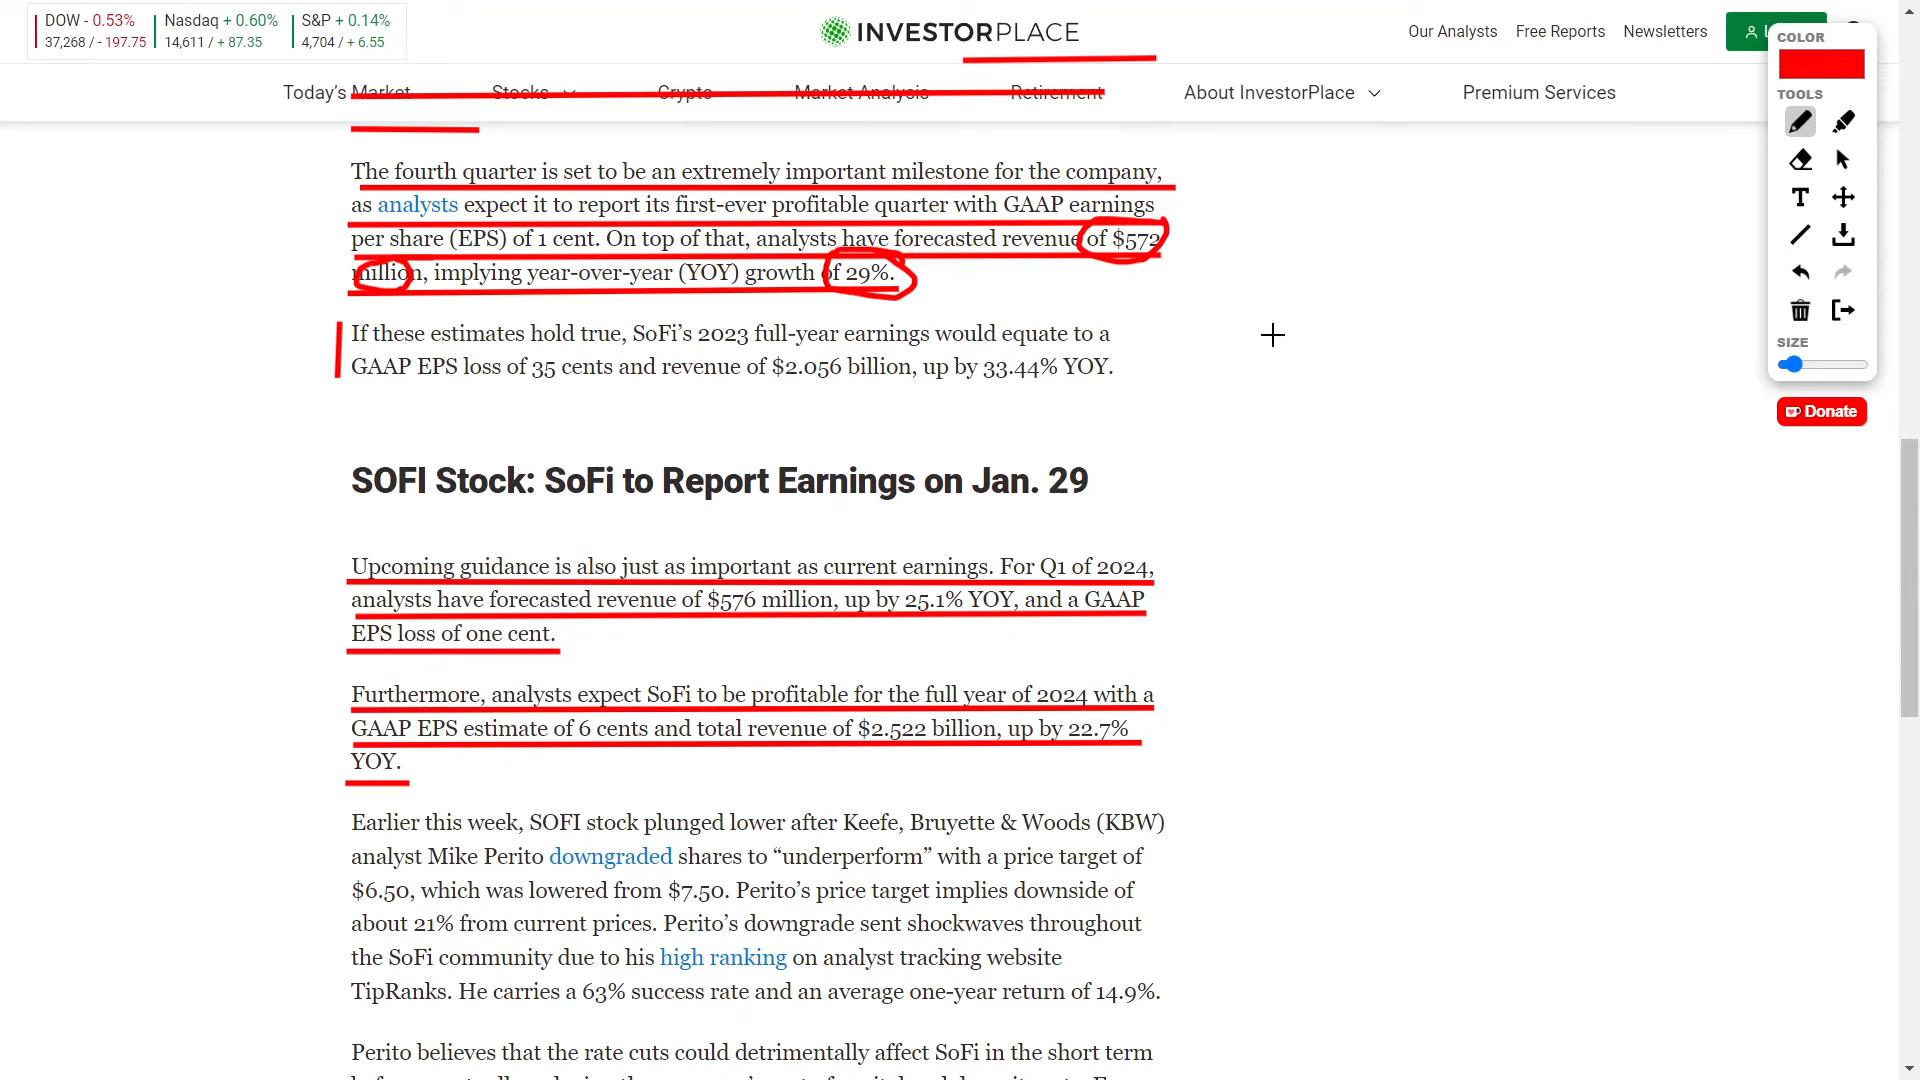 DOW - 0.53%
37,268 / - 197.75
Nasdaq + 0.60%
14,611 / + 87.35
S&P + 0.14%
4,704 / + 6.55
INVESTORPLACE
Our Analysts
Free Reports
Newsletters
Today's Market
Stocks
Crypto
Market Analysis
Retirement
About InvestorPlace
Premium Services
COLOR
TOOLS
T
SIZE
Donate
The fourth quarter is set to be an extremely important milestone for the company,
as analysts expect it to report its first-ever profitable quarter with GAAP earnings
per share (EPS) of 1 cent. On top of that, analysts have forecasted revenue of $572
million, implying year-over-year (YOY) growth of 29%.
If these estimates hold true, SoFi's 2023 full-year earnings would equate to a
GAAP EPS loss of 35 cents and revenue of $2.056 billion, up by 33.44% YOY.
SOFI Stock: SoFi to Report Earnings on Jan. 29
Upcoming guidance is also just as important as current earnings. For Q1 of 2024,
analysts have forecasted revenue of $576 million, up by 25.1% YOY, and a GAAP
EPS loss of one cent.
Furthermore, analysts expect SoFi to be profitable for the full year of 2024 with a
GAAP EPS estimate of 6 cents and total revenue of $2.522 billion, up by 22.7%
YOY.
Earlier this week, SOFI stock plunged lower after Keefe, Bruyette & Woods (KBW)
analyst Mike Perito downgraded shares to “underperform” with a price target of
$6.50, which was lowered from $7.50. Perito's price target implies downside of
about 21% from current prices. Perito's downgrade sent shockwaves throughout
the SoFi community due to his high ranking on analyst tracking website
TipRanks. He carries a 63% success rate and an average one-year return of 14.9%.
Perito believes that the rate cuts could detrimentally affect SoFi in the short term